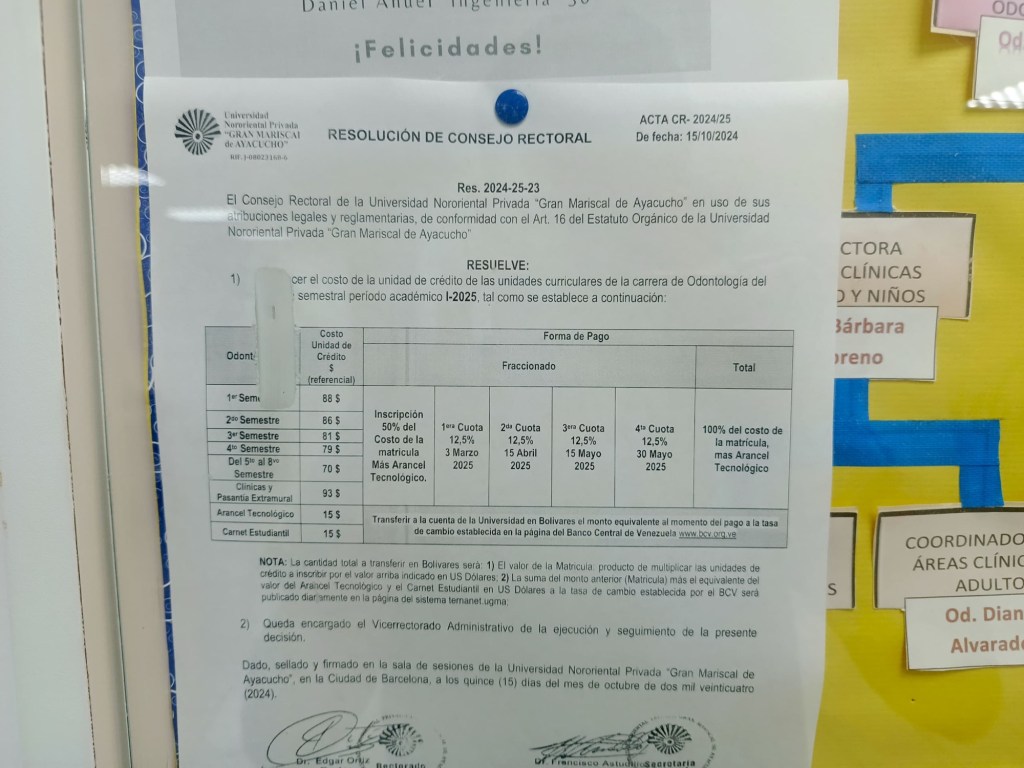 ¡Felicidades!
Universidad
Nororiental Privada
"GRAN MARISCAL
de AYACUCHO"
RESOLUCIÓN DE CONSEJO RECTORAL
ACTA CR- 2024/25
De fecha: 15/10/2024
Res. 2024-25-23
El Consejo Rectoral de la Universidad Nororiental Privada "Gran Mariscal de Ayacucho" en uso de sus
atribuciones legales y reglamentarias, de conformidad con el Art. 16 del Estatuto Orgánico de la Universidad
Nororiental Privada "Gran Mariscal de Ayacucho"
RESUELVE:
1) cer el costo de la unidad de crédito de las unidades curriculares de la carrera de Odontología del
semestral período académico I-2025, tal como se establece a continuación:
Odont
Costo
Unidad de
Crédito
$
(referencial)
Forma de Pago
Fraccionado
Total
1er Seme
88 $
2do Semestre
86 $
3er Semestre
81 $
4to Semestre
79 $
Del 5to al 8vo
Semestre
70 $
Clínicas y
Pasantía Extramural
93 $
Inscripción
50% del
Costo de la
matricula
Más Arancel
Tecnológico.
1era Cuota
12,5%
3 Marzo
2025
2da Cuota
12,5%
15 Abril
2025
3era Cuota
12,5%
15 Mayo
2025
4ta Cuota
12,5%
30 Mayo
2025
100% del costo de
la matrícula,
mas Arancel
Tecnológico
Arancel Tecnológico
15 $
Carnet Estudiantil
15 $
Transferir a la cuenta de la Universidad en Bolívares el monto equivalente al momento del pago a la tasa
de cambio establecida en la página del Banco Central de Venezuela www.bcv.org.ve
NOTA: La cantidad total a transferir en Bolívares será: 1) El valor de la Matricula: producto de multiplicar las unidades de
crédito a inscribir por el valor arriba indicado en US Dólares; 2) La suma del monto anterior (Matricula) más el equivalente del
valor del Arancel Tecnológico y el Carnet Estudiantil en US Dólares a la tasa de cambio establecida por el BCV será
publicado diariamente en la página del sistema temanet.ugma.
2) Queda encargado el Vicerrectorado Administrativo de la ejecución y seguimiento de la presente
decisión.
Dado, sellado y firmado en la sala de sesiones de la Universidad Nororiental Privada "Gran Mariscal de
Ayacucho", en la Ciudad de Barcelona, a los quince (15) días del mes de octubre de dos mil veinticuatro
(2024).
Dr. Edgar Ortiz
Rectorado
Dr. Francisco Astudillo
Secretaria
ODO
Od.
CTORA
CLÍNICAS
O Y NIÑOS
Bárbara
oreno
S
COORDINADO
ÁREAS CLÍNIC
ADULTO
Od. Dian
Alvarado